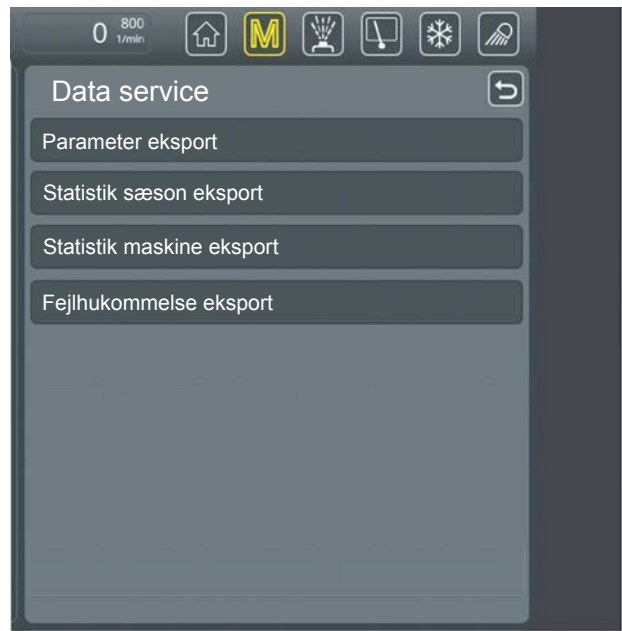 0 800 1/min M
Data service
Parameter eksport
Statistik sæson eksport
Statistik maskine eksport
Fejlhukommelse eksport